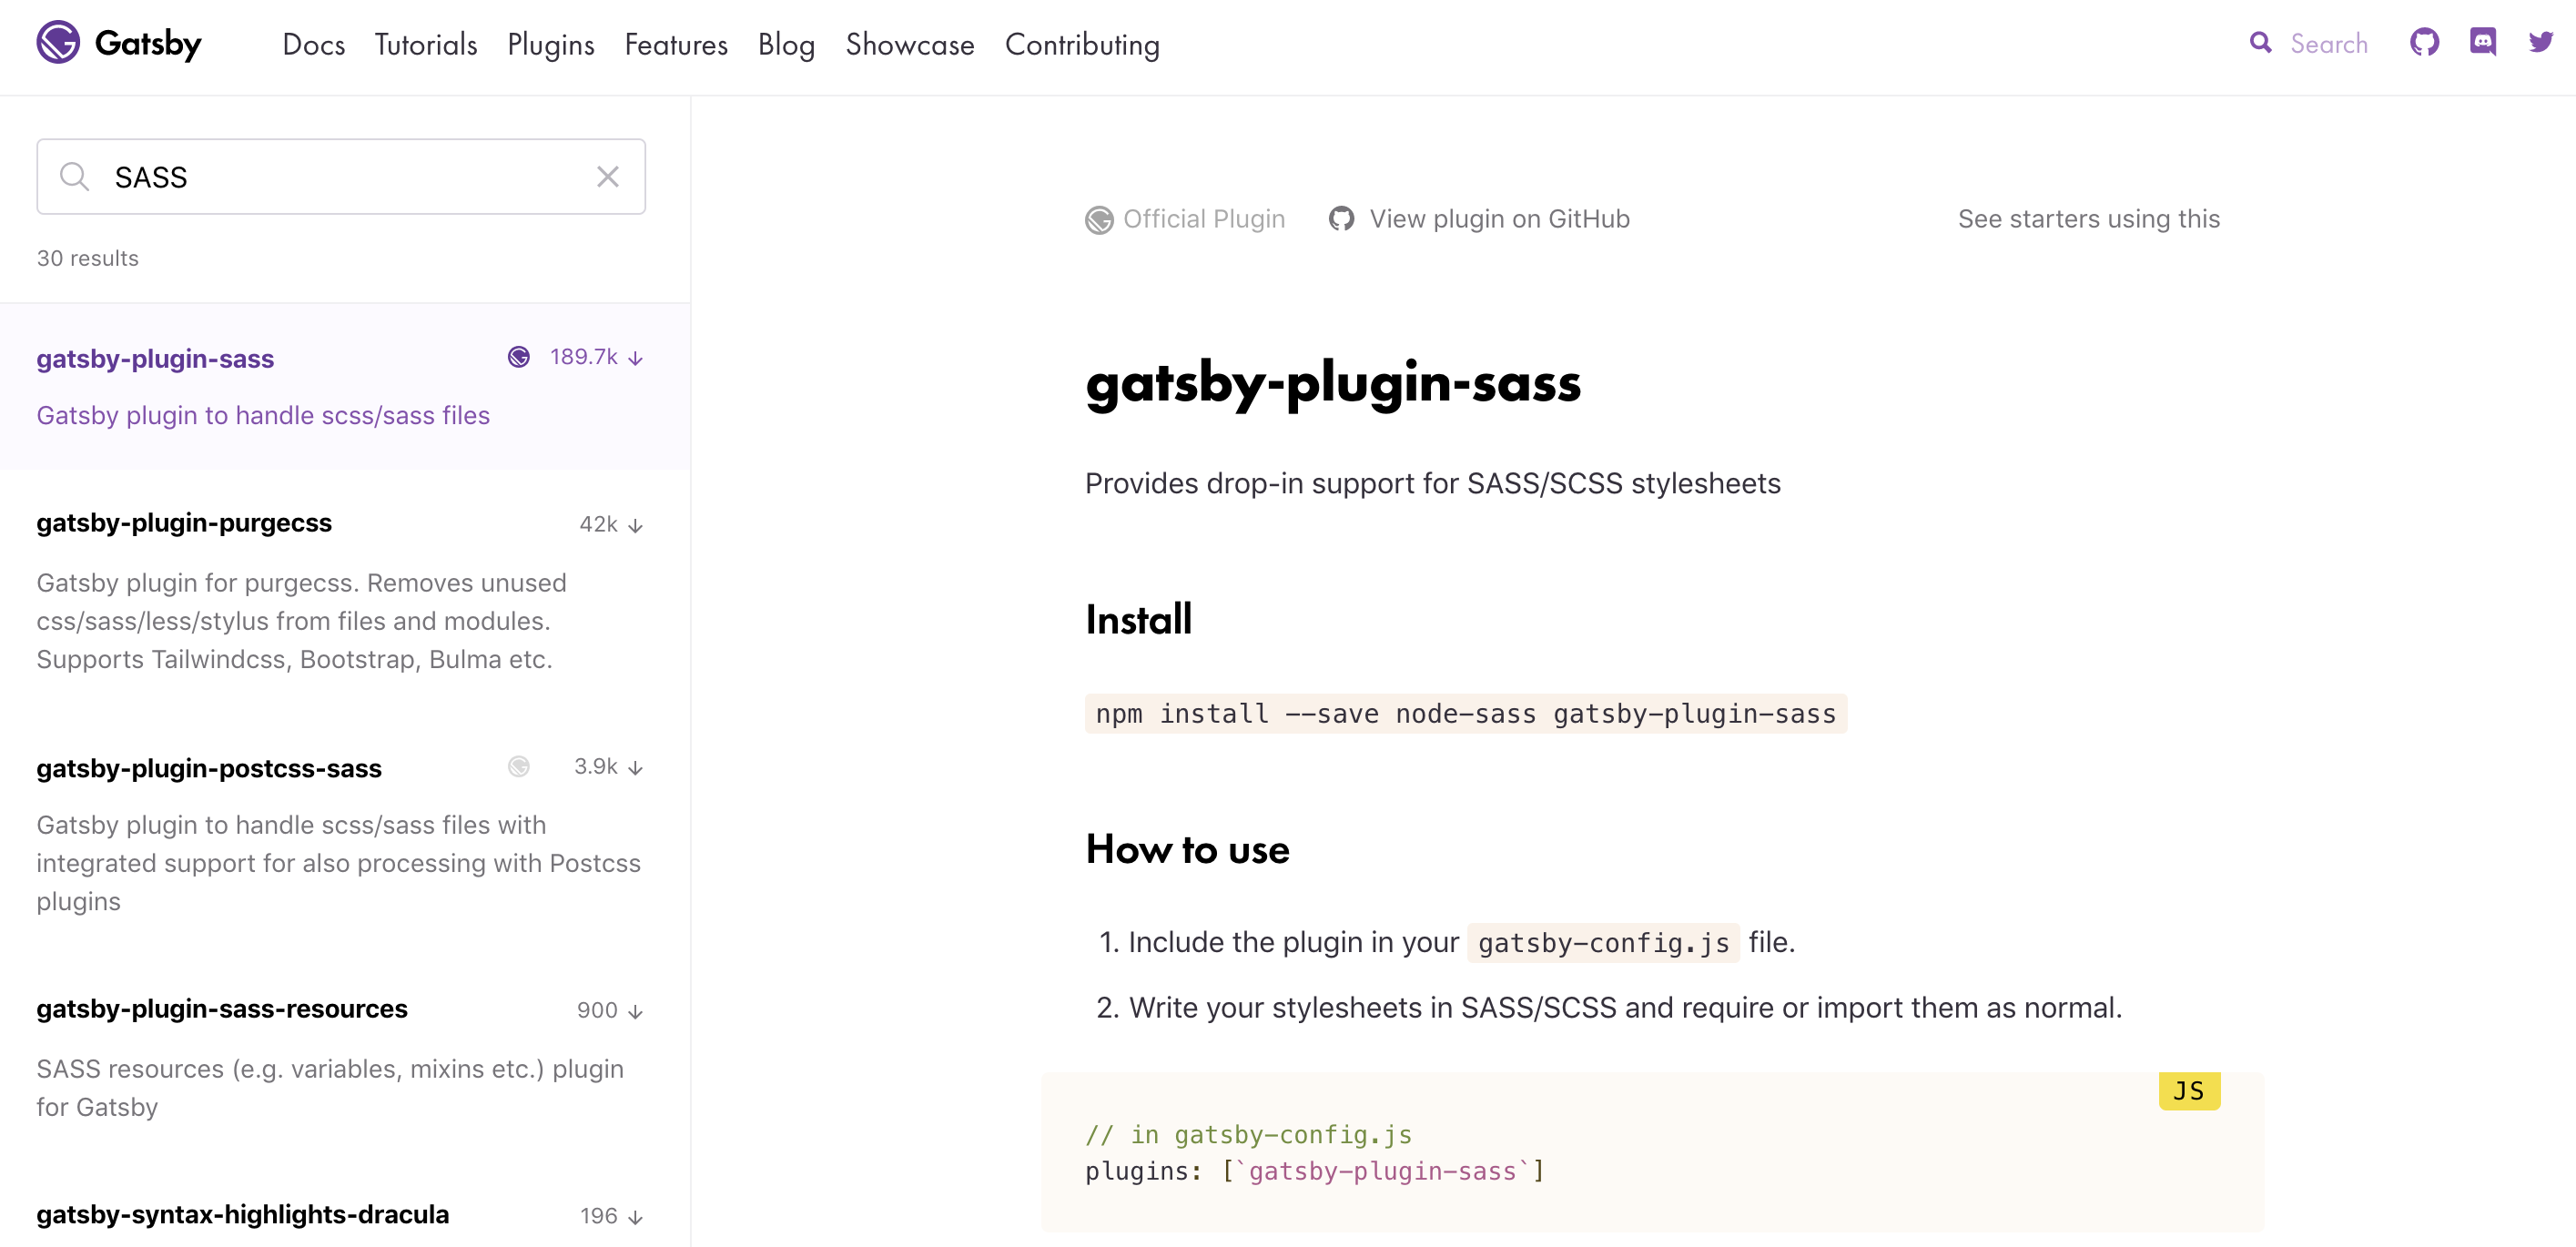 Gatsby Docs Tutorials Plugins Features Blog Showcase Contributing Search
SASS
30 results
gatsby-plugin-sass 189.7k ↓
Gatsby plugin to handle scss/sass files
gatsby-plugin-purgecss 42k ↓
Gatsby plugin for purgecss. Removes unused
css/sass/less/stylus from files and modules.
Supports Tailwindcss, Bootstrap, Bulma etc.
gatsby-plugin-postcss-sass 3.9k ↓
Gatsby plugin to handle scss/sass files with
integrated support for also processing with Postcss
plugins
gatsby-plugin-sass-resources 900 ↓
SASS resources (e.g. variables, mixins etc.) plugin
for Gatsby
gatsby-syntax-highlights-dracula 196 ↓
Official Plugin View plugin on GitHub See starters using this
gatsby-plugin-sass
Provides drop-in support for SASS/SCSS stylesheets
Install
npm install --save node-sass gatsby-plugin-sass
How to use
1. Include the plugin in your gatsby-config.js file.
2. Write your stylesheets in SASS/SCSS and require or import them as normal.
JS
// in gatsby-config.js
plugins: [`gatsby-plugin-sass`]